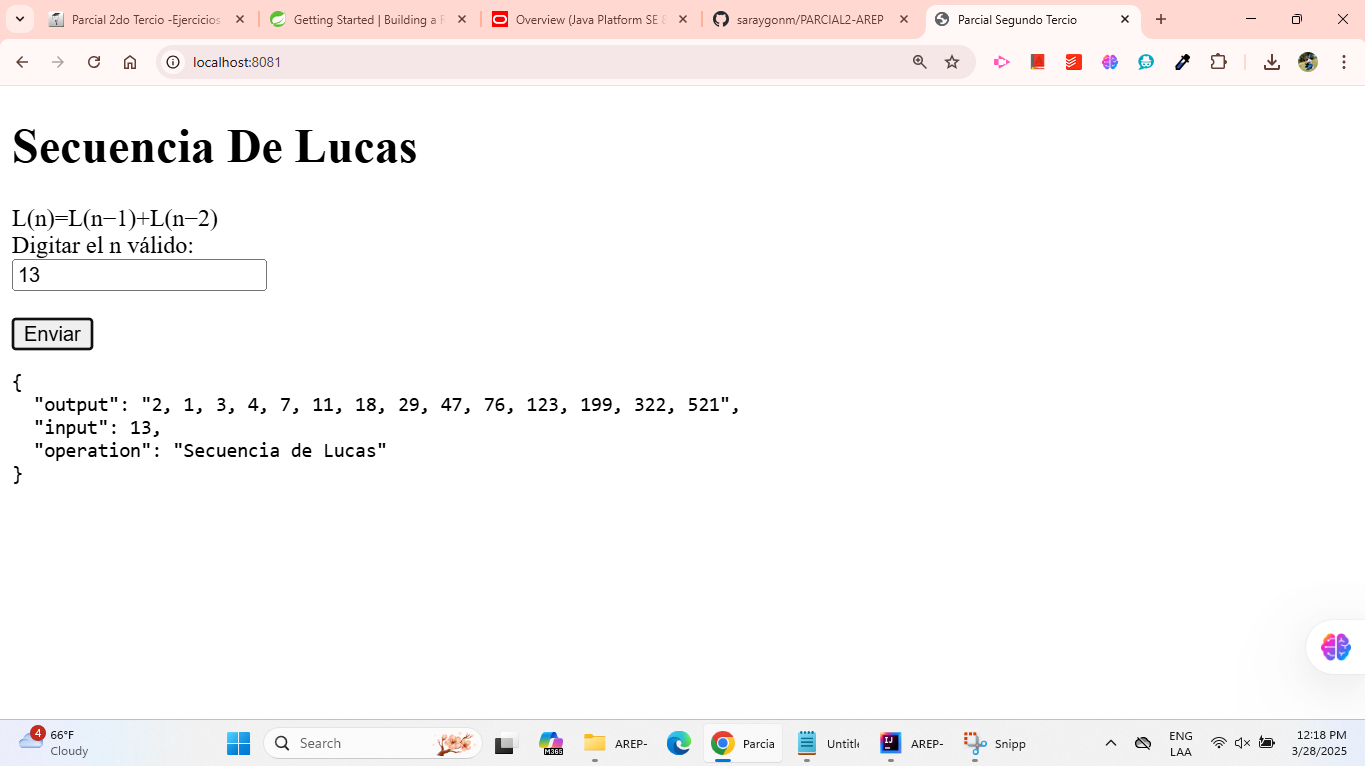 Parcial 2do Tercio -Ejercicios
Getting Started | Building a
Overview (Java Platform SE
saraygonm/PARCIAL2-AREP
Parcial Segundo Tercio
localhost:8081
Secuencia De Lucas
L(n)=L(n−1)+L(n−2)
Digitar el n válido:
13
Enviar
{
"output": "2, 1, 3, 4, 7, 11, 18, 29, 47, 76, 123, 199, 322, 521",
"input": 13,
"operation": "Secuencia de Lucas"
}
4
66°F
Cloudy
Search
M365
AREP-
Parcia
Untitle
IJ
AREP-
Snipp
ENG
LAA
12:18 PM
3/28/2025